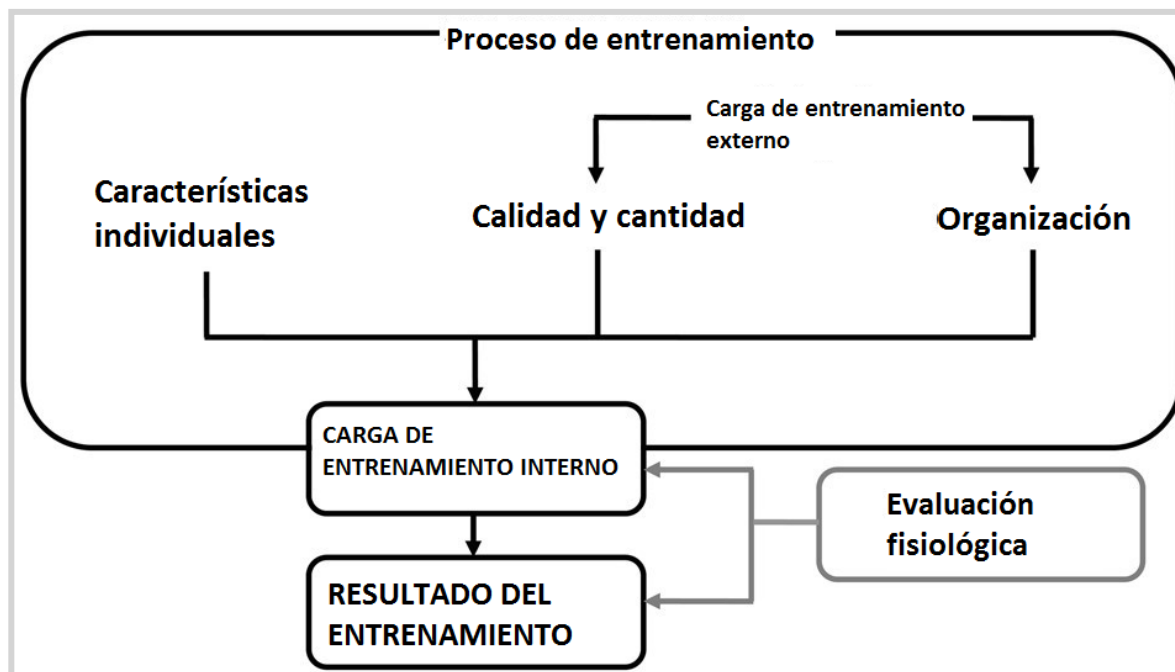 Proceso de entrenamiento
Carga de entrenamiento
externo
Características
individuales
Calidad y cantidad
Organización
CARGA DE
ENTRENAMIENTO INTERNO
Evaluación
fisiológica
RESULTADO DEL
ENTRENAMIENTO